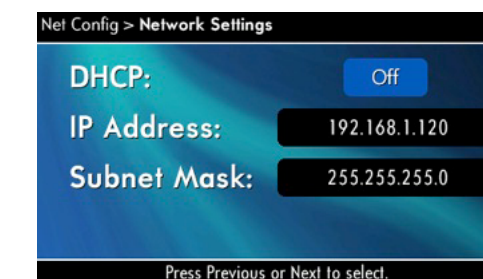 Net Config > Network Settings
DHCP: Off
IP Address: 192.168.1.120
Subnet Mask: 255.255.255.0
Press Previous or Next to select.